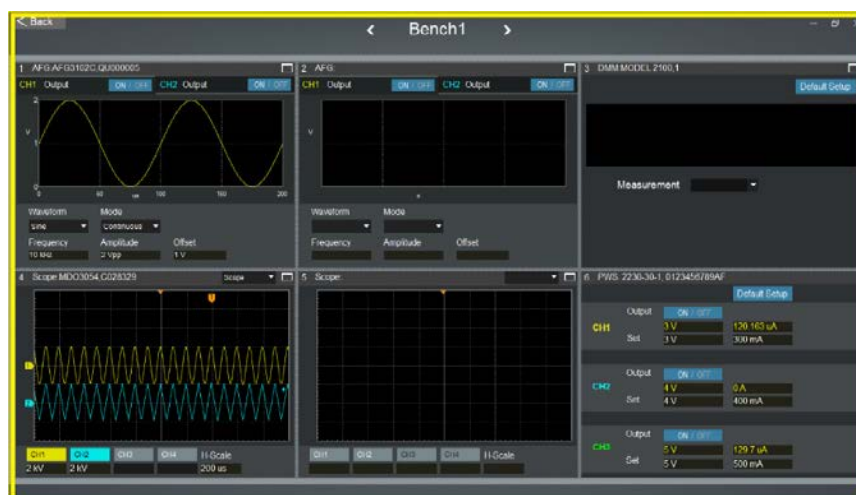 < Back
< Bench1 >
1 AFG:AFG3102C,QU000005
CH1 Output ON / OFF CH2 Output ON / OFF
2
V
1
0
0 50 us 100 150 200
Waveform Mode
Sine Continuous
Frequency Amplitude Offset
10 kHz 2 Vpp 1 V
2 AFG:
CH1 Output ON / OFF CH2 Output ON / OFF
V
s
Waveform Mode
Frequency Amplitude Offset
3 DMM:MODEL 2100,1
Default Setup
Measurement
4 Scope:MDO3054,C028329 Scope
CH1 CH2 CH3 CH4 H-Scale
2 kV 2 kV 200 us
5 Scope:
CH1 CH2 CH3 CH4 H-Scale
6 PWS: 2230-30-1, 0123456789AF
Default Setup
Output ON / OFF
CH1 3 V 120.163 uA
Set 3 V 300 mA
Output ON / OFF
CH2 4 V 0 A
Set 4 V 400 mA
Output ON / OFF
CH3 5 V 129.7 uA
Set 5 V 500 mA